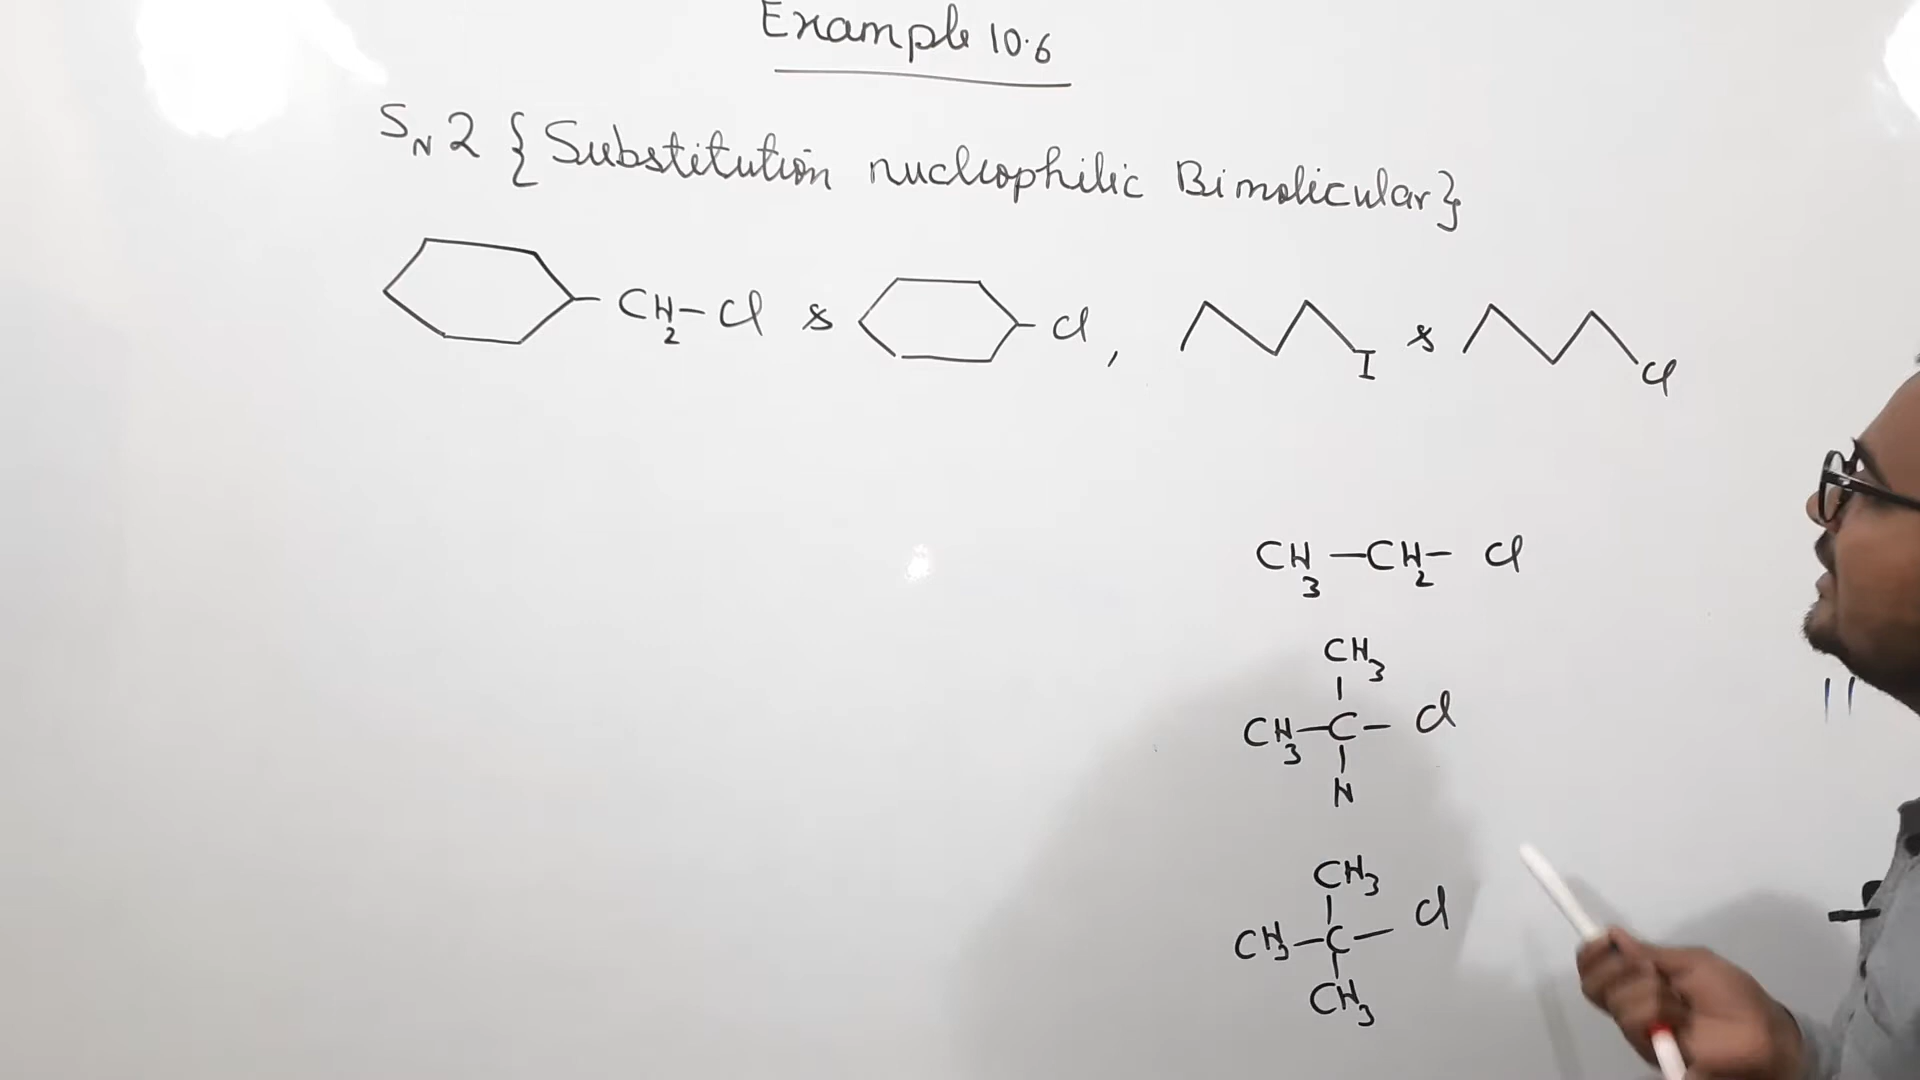 Example 10.6
SN2 {Substitution nucleophilic Bimolicular}
CH2-Cl & Cl, I & Cl
CH3-CH2-Cl
CH3
CH3-C-Cl
H
CH3
CH3-C-Cl
CH3